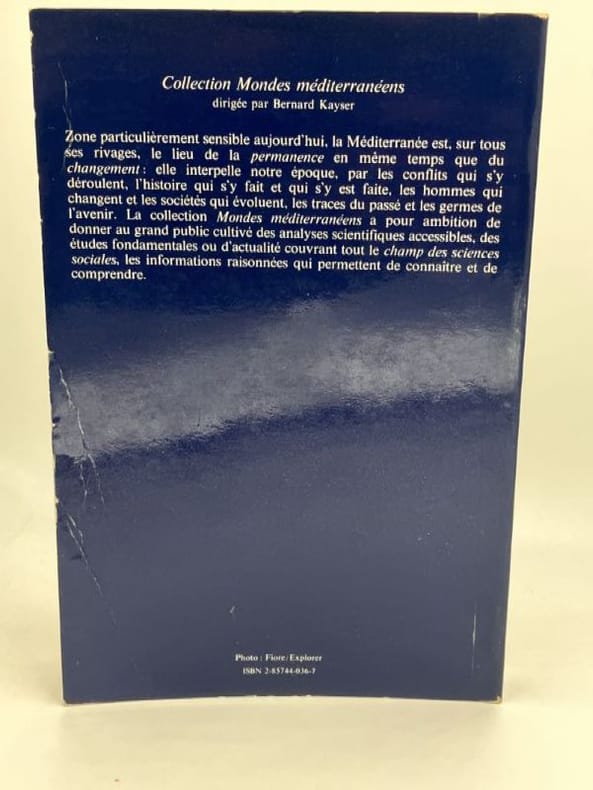 Collection Mondes méditerranéens
dirigée par Bernard Kayser
Zone particulièrement sensible aujourd'hui, la Méditerranée est, sur tous
ses rivages, le lieu de la permanence en même temps que du
changement : elle interpelle notre époque, par les conflits qui s'y
déroulent, l'histoire qui s'y fait et qui s'y est faite, les hommes qui
changent et les sociétés qui évoluent, les traces du passé et les germes de
l'avenir. La collection Mondes méditerranéens a pour ambition de
donner au grand public cultivé des analyses scientifiques accessibles, des
études fondamentales ou d'actualité couvrant tout le champ des sciences
sociales, les informations raisonnées qui permettent de connaître et de
comprendre.
Photo : Fiore/Explorer
ISBN 2-85744-036-7